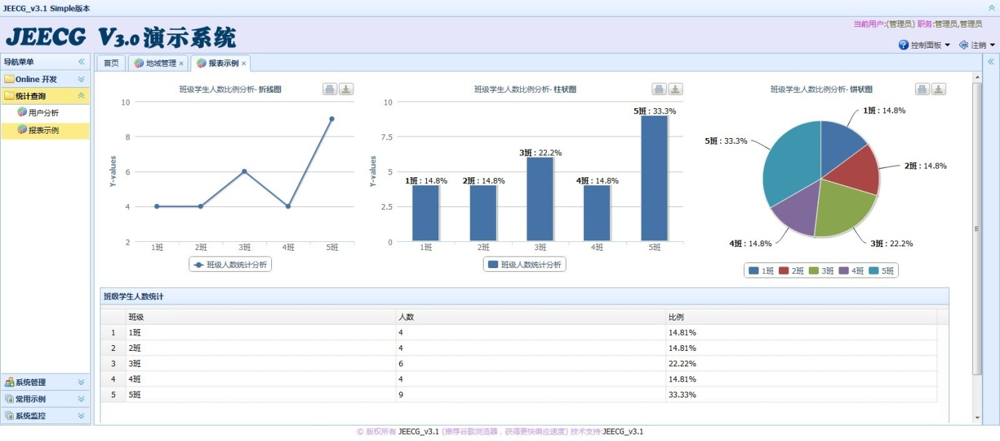 JEECG_v3.1 Simple版本
JEECG V3.0演示系统
当前用户:(管理员) 职务:管理员,管理员
控制面板 注销
导航菜单
Online 开发
统计查询
用户分析
报表示例
系统管理
常用示例
系统监控
首页 地域管理 × 报表示例 ×
班级学生人数比例分析- 折线图
Y-values
10
8
6
4
2
1班 2班 3班 4班 5班
班级人数统计分析
班级学生人数比例分析- 柱状图
Y-values
10
7.5
5
2.5
0
1班 : 14.8%
2班 : 14.8%
3班 : 22.2%
4班 : 14.8%
5班 : 33.3%
1班 2班 3班 4班 5班
班级人数统计分析
班级学生人数比例分析- 饼状图
1班 : 14.8%
2班 : 14.8%
3班 : 22.2%
4班 : 14.8%
5班 : 33.3%
1班 2班 3班 4班 5班
班级学生人数统计
班级 人数 比例
1 1班 4 14.81%
2 2班 4 14.81%
3 3班 6 22.22%
4 4班 4 14.81%
5 5班 9 33.33%
© 版权所有 JEECG_v3.1 (推荐谷歌浏览器，获得更快响应速度) 技术支持:JEECG_v3.1